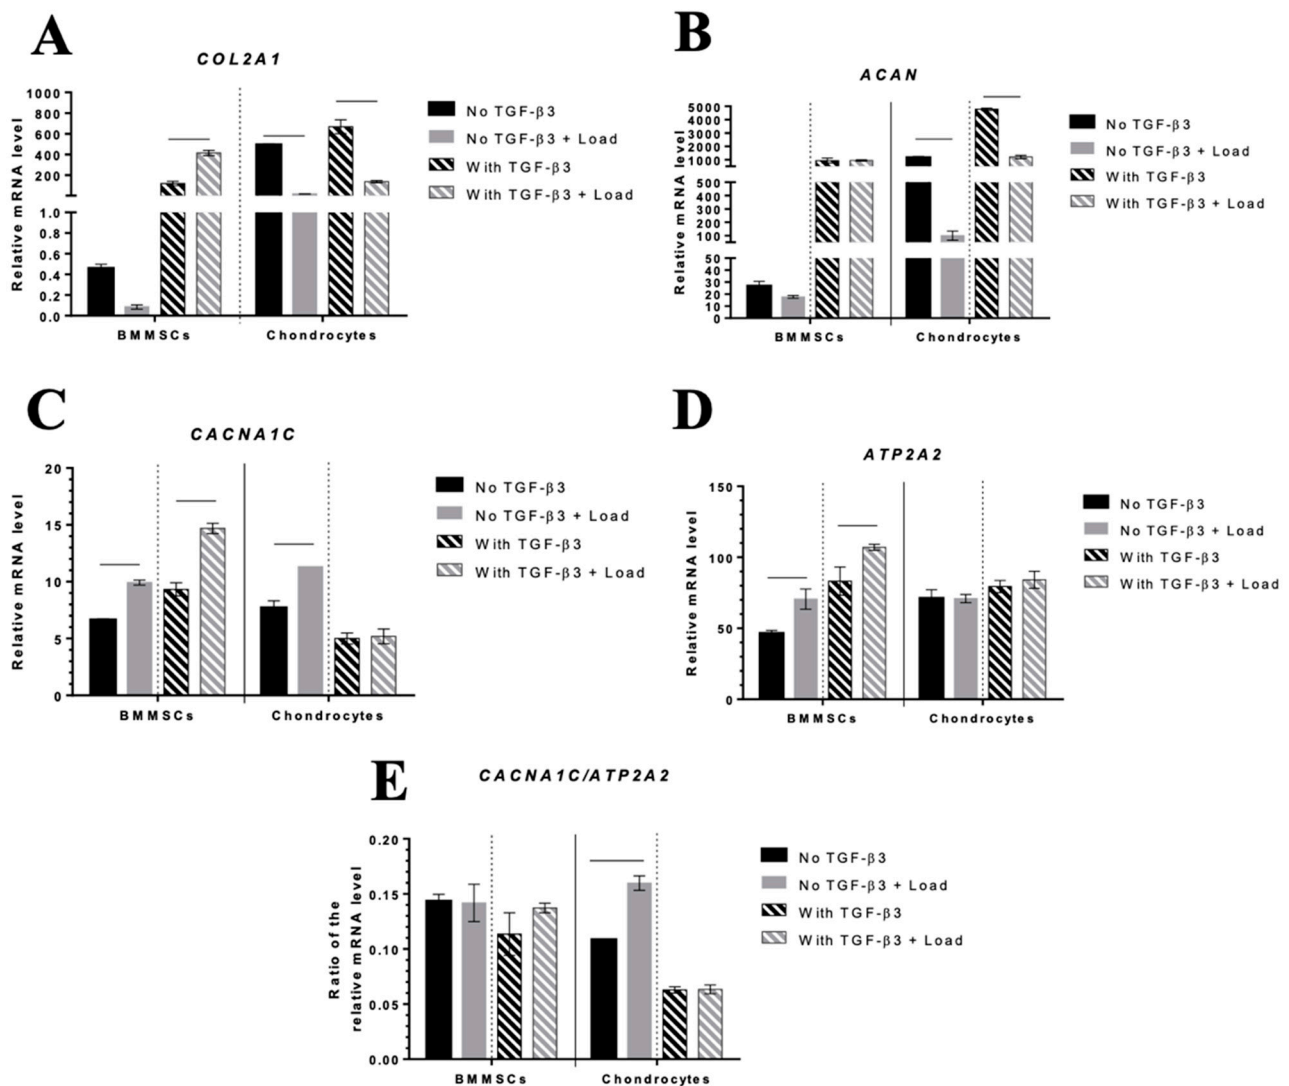 A
COL2A1
Relative mRNA level
1000
800
600
400
200
1.0
0.8
0.6
0.4
0.2
0.0
BMMSCs
Chondrocytes
No TGF-β3
No TGF-β3 + Load
With TGF-β3
With TGF-β3 + Load
B
ACAN
Relative mRNA level
5000
4000
3000
2000
1000
500
400
300
200
100
50
40
30
20
10
0
BMMSCs
Chondrocytes
No TGF-β3
No TGF-β3 + Load
With TGF-β3
With TGF-β3 + Load
C
CACNA1C
Relative mRNA level
20
15
10
5
0
BMMSCs
Chondrocytes
No TGF-β3
No TGF-β3 + Load
With TGF-β3
With TGF-β3 + Load
D
ATP2A2
Relative mRNA level
150
100
50
0
BMMSCs
Chondrocytes
No TGF-β3
No TGF-β3 + Load
With TGF-β3
With TGF-β3 + Load
E
CACNA1C/ATP2A2
Ratio of the
relative mRNA level
0.20
0.15
0.10
0.05
0.00
BMMSCs
Chondrocytes
No TGF-β3
No TGF-β3 + Load
With TGF-β3
With TGF-β3 + Load